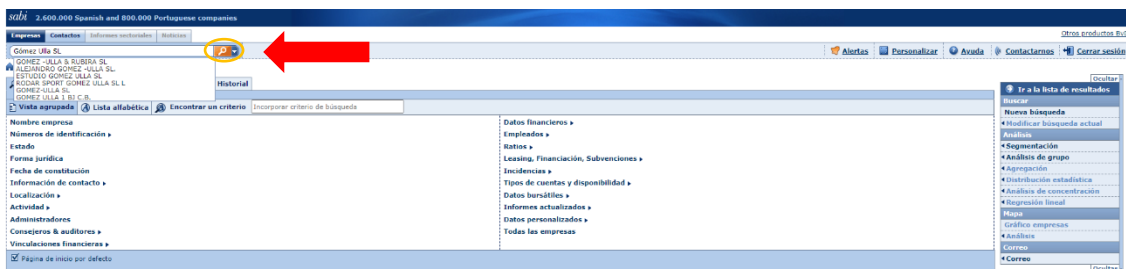 sabi 2.600.000 Spanish and 800.000 Portuguese companies
Empresas Contactos Informes sectoriales Noticias
Otros productos BvD
Gómez Ulla SL
Alertas Personalizar Ayuda Contactarnos Cerrar sesión
GOMEZ -ULLA & RUBIRA SL
ALEJANDRO GOMEZ -ULLA SL.
ESTUDIO GOMEZ ULLA SL
RODAR SPORT GOMEZ ULLA SL L
GOMEZ-ULLA SL
GOMEZ ULLA 1 BJ C.B.
Historial
Vista agrupada Lista alfabética Encontrar un criterio Incorporar criterio de búsqueda
Nombre empresa
Números de identificación
Estado
Forma jurídica
Fecha de constitución
Información de contacto
Localización
Actividad
Administradores
Consejeros & auditores
Vinculaciones financieras
Datos financieros
Empleados
Ratios
Leasing, Financiación, Subvenciones
Incidencias
Tipos de cuentas y disponibilidad
Datos bursátiles
Informes actualizados
Datos personalizados
Todas las empresas
Página de inicio por defecto
Ocultar
Ir a la lista de resultados
Buscar
Nueva búsqueda
Modificar búsqueda actual
Análisis
Segmentación
Análisis de grupo
Agregación
Distribución estadística
Análisis de concentración
Regresión lineal
Mapa
Gráfico empresas
Análisis
Correo
Correo
Ocultar